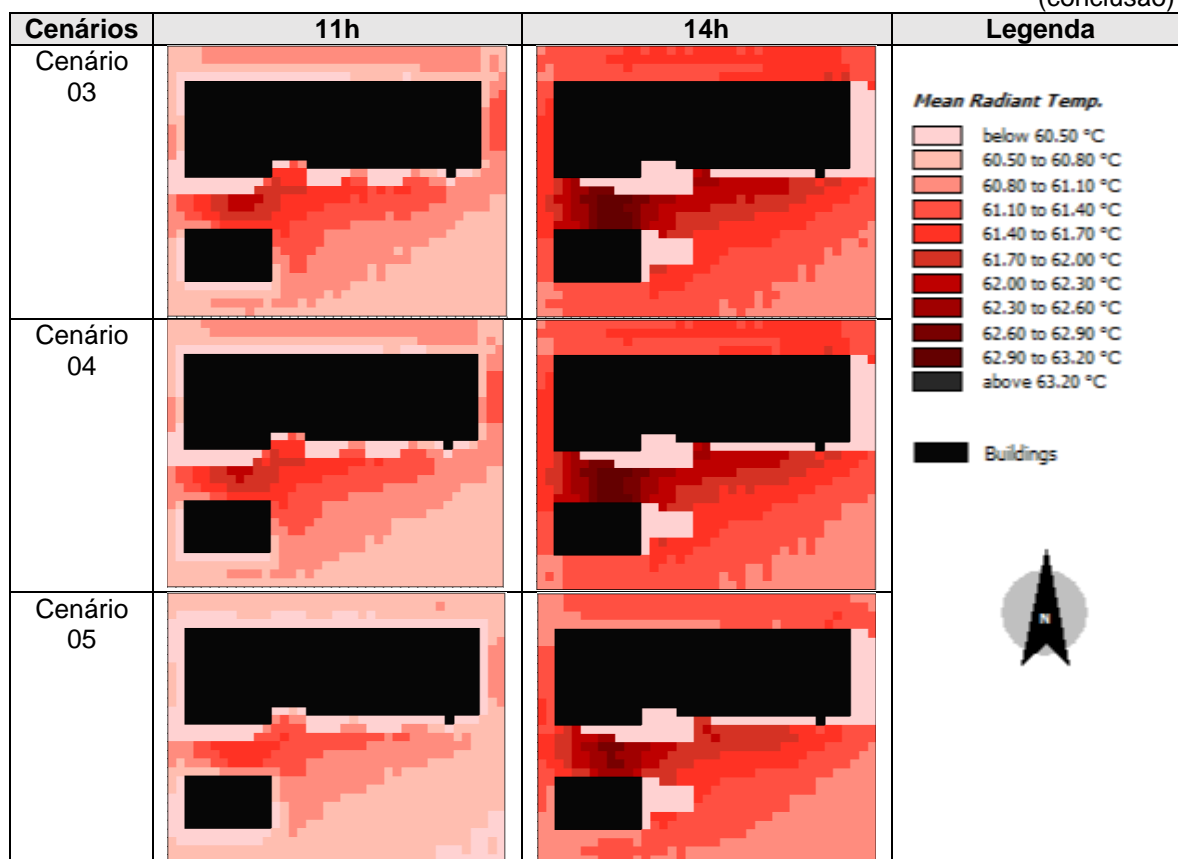 (conclusão)
Cenários 11h 14h Legenda
Cenário
03
Mean Radiant Temp.
below 60.50 °C
60.50 to 60.80 °C
60.80 to 61.10 °C
61.10 to 61.40 °C
61.40 to 61.70 °C
61.70 to 62.00 °C
62.00 to 62.30 °C
62.30 to 62.60 °C
62.60 to 62.90 °C
62.90 to 63.20 °C
above 63.20 °C
Cenário
04
Buildings
Cenário
05
N